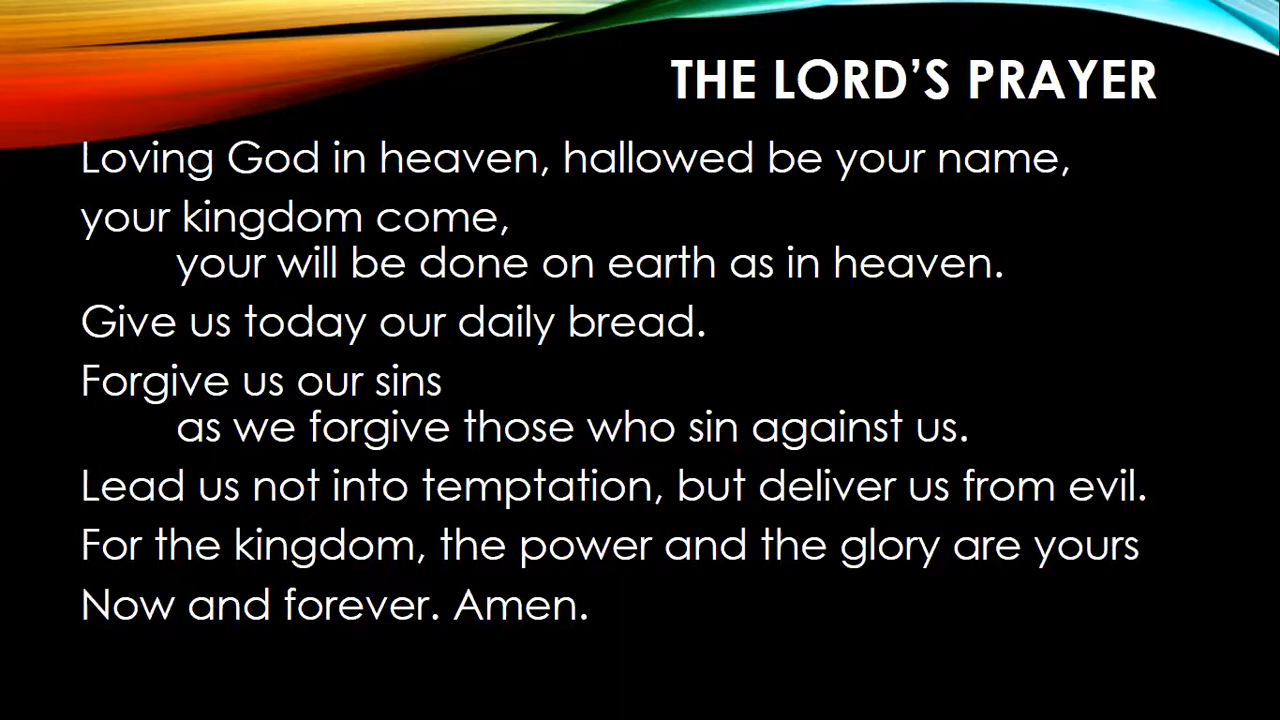 THE LORD’S PRAYER
Loving God in heaven, hallowed be your name,
your kingdom come,
your will be done on earth as in heaven.
Give us today our daily bread.
Forgive us our sins
as we forgive those who sin against us.
Lead us not into temptation, but deliver us from evil.
For the kingdom, the power and the glory are yours
Now and forever. Amen.